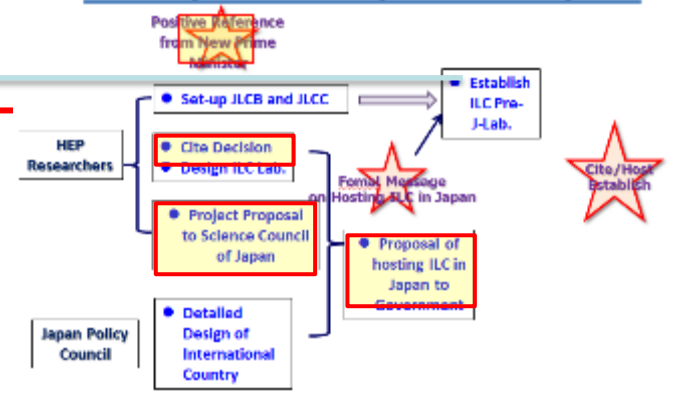 Positive Reference
from New Prime
Minister
Set-up JLCB and JLCC
Establish
ILC Pre-
J-Lab.
HEP
Researchers
Cite Decision
Design ILC Lab.
Fomal Message
on Hosting ILC in Japan
Cite/Host
Establish
Project Proposal
to Science Council
of Japan
Proposal of
hosting ILC in
Japan to
Government
Japan Policy
Council
Detailed
Design of
International
Country